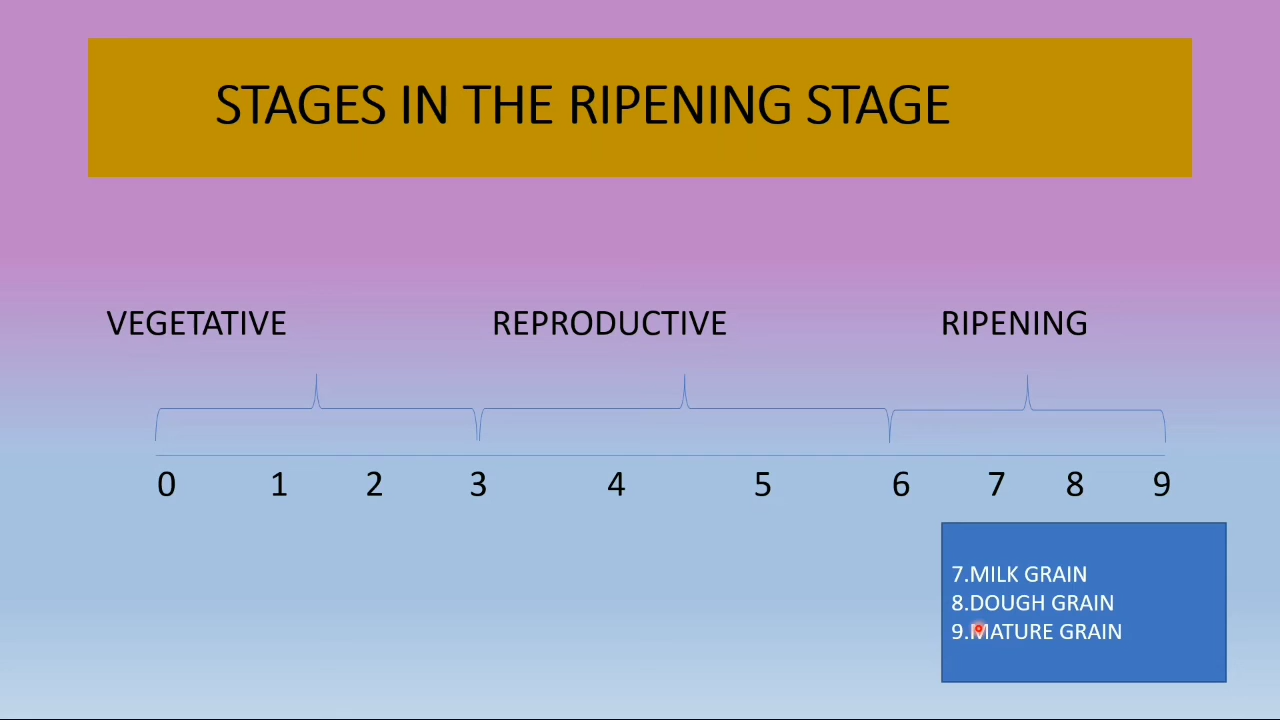 STAGES IN THE RIPENING STAGE
VEGETATIVE REPRODUCTIVE RIPENING
0 1 2 3 4 5 6 7 8 9
7.MILK GRAIN
8.DOUGH GRAIN
9.MATURE GRAIN